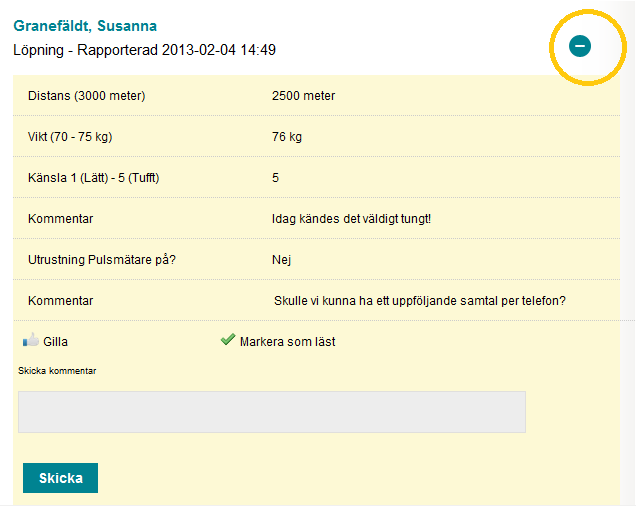 Granefäldt, Susanna
Löpning - Rapporterad 2013-02-04 14:49
Distans (3000 meter) 2500 meter
Vikt (70 - 75 kg) 76 kg
Känsla 1 (Lätt) - 5 (Tufft) 5
Kommentar Idag kändes det väldigt tungt!
Utrustning Pulsmätare på? Nej
Kommentar Skulle vi kunna ha ett uppföljande samtal per telefon?
Gilla Markera som läst
Skicka kommentar
Skicka